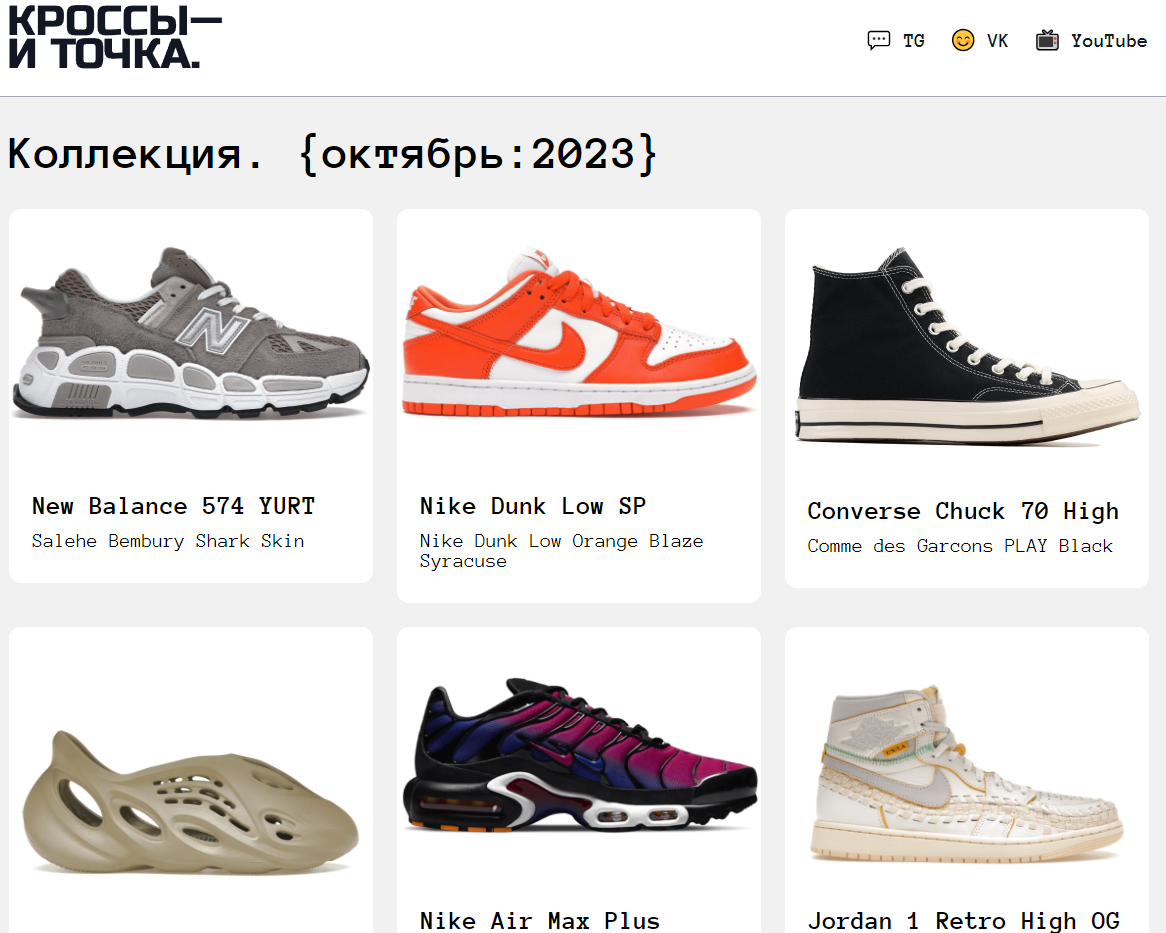 КРОССЫ—
И ТОЧКА.
TG
VK
YouTube
Коллекция. {октябрь:2023}
New Balance 574 YURT
Salehe Bembury Shark Skin
Nike Dunk Low SP
Nike Dunk Low Orange Blaze
Syracuse
Converse Chuck 70 High
Comme des Garcons PLAY Black
Nike Air Max Plus
Jordan 1 Retro High OG